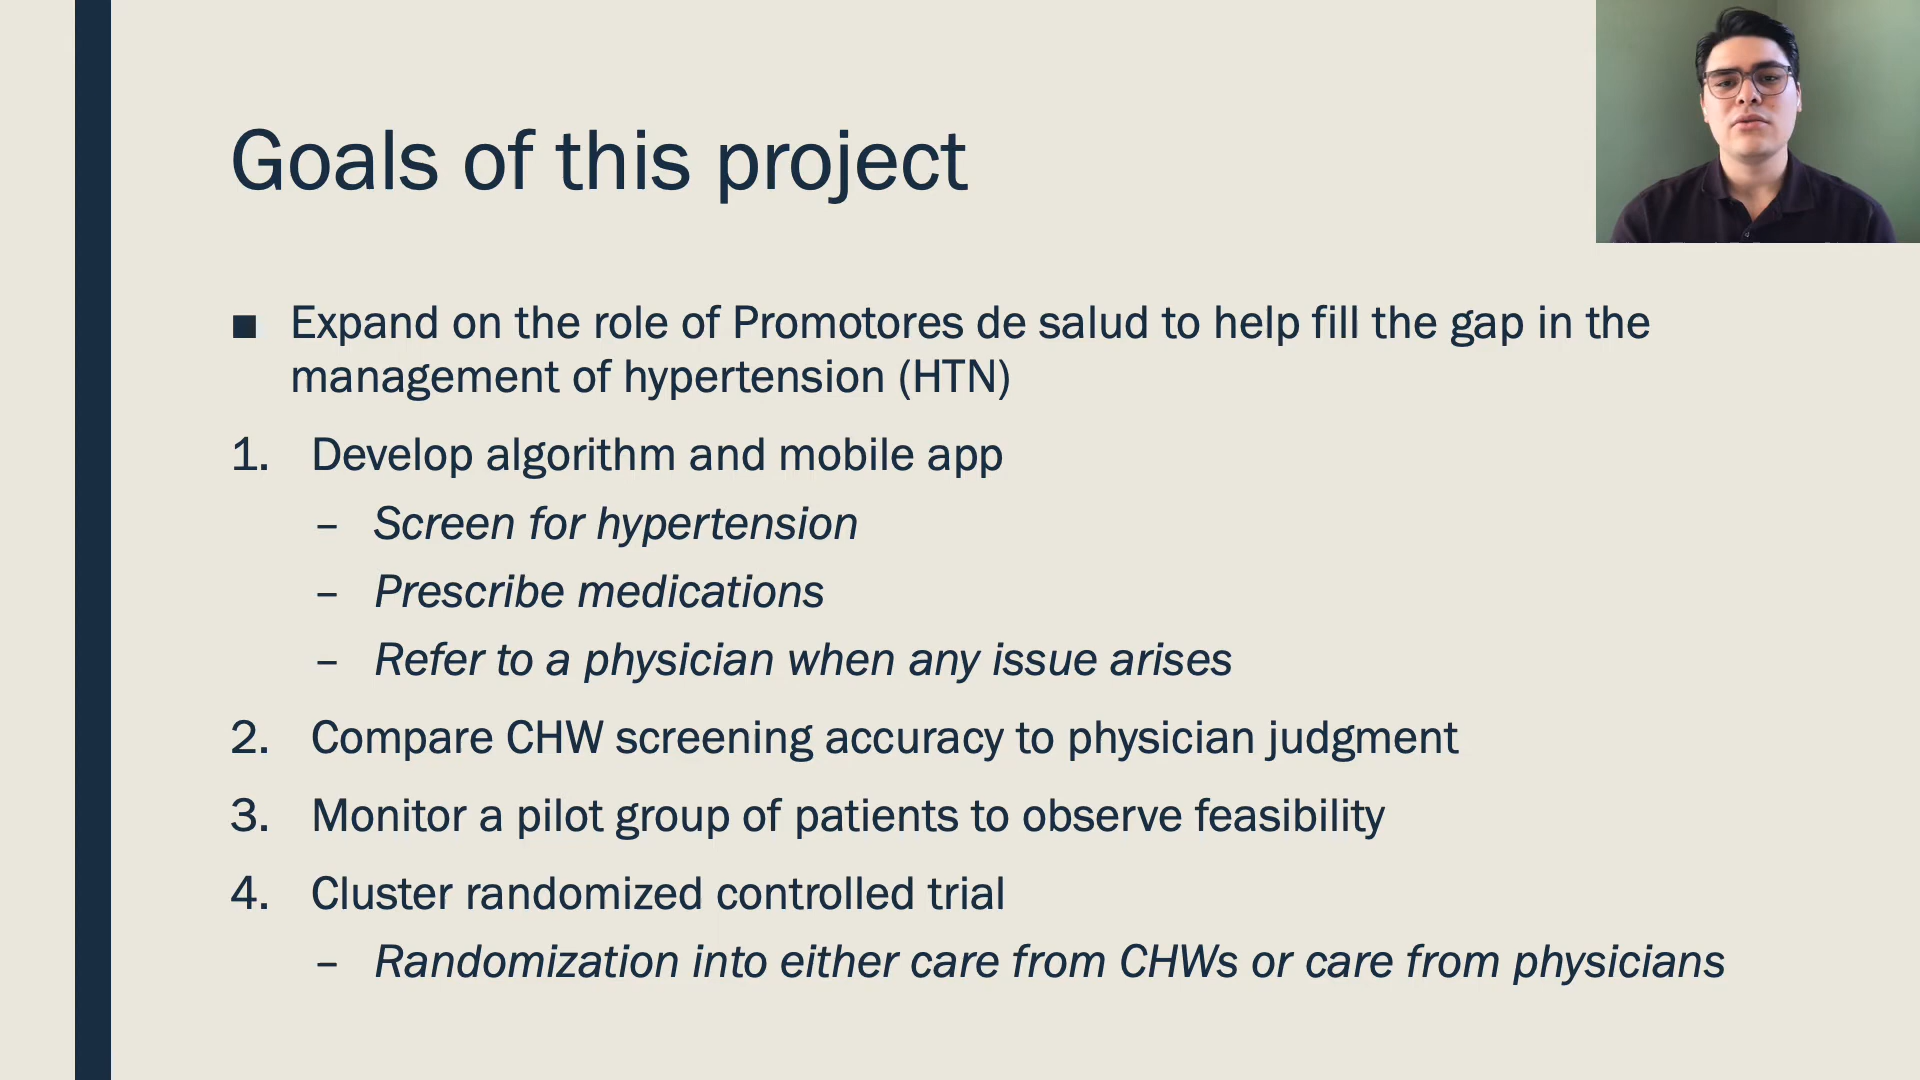 Goals of this project
■ Expand on the role of Promotores de salud to help fill the gap in the
management of hypertension (HTN)
1. Develop algorithm and mobile app
– Screen for hypertension
– Prescribe medications
– Refer to a physician when any issue arises
2. Compare CHW screening accuracy to physician judgment
3. Monitor a pilot group of patients to observe feasibility
4. Cluster randomized controlled trial
– Randomization into either care from CHWs or care from physicians